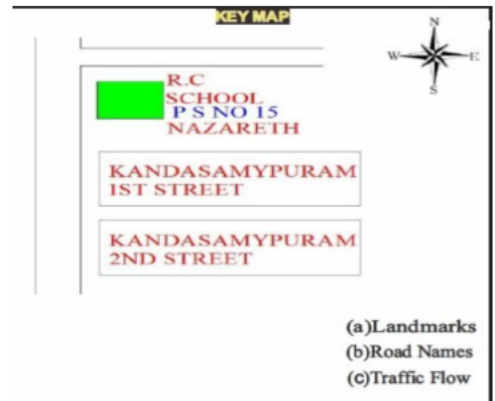 KEY MAP
N
W
E
S
R.C
SCHOOL
P S NO 15
NAZARETH
KANDASAMYPURAM
1ST STREET
KANDASAMYPURAM
2ND STREET
(a)Landmarks
(b)Road Names
(c)Traffic Flow